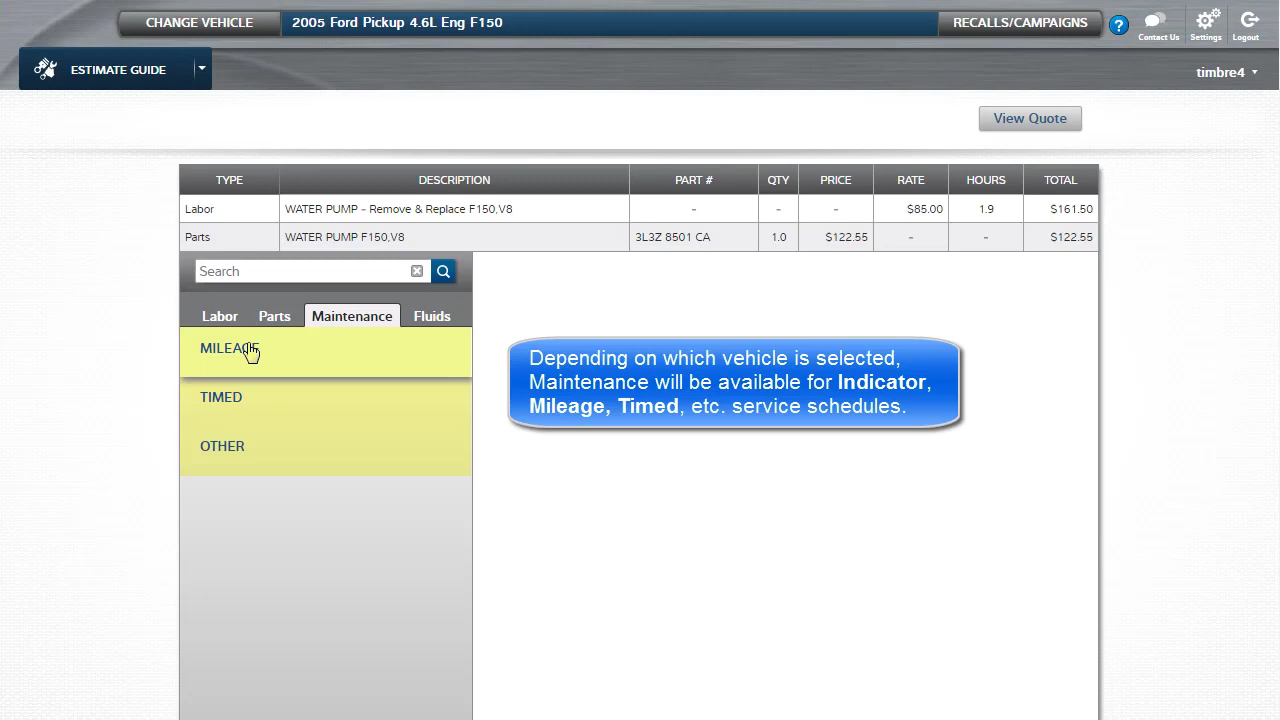 CHANGE VEHICLE 2005 Ford Pickup 4.6L Eng F150 RECALLS/CAMPAIGNS ? Contact Us Settings Logout
ESTIMATE GUIDE timbre4
View Quote
TYPE DESCRIPTION PART # QTY PRICE RATE HOURS TOTAL
Labor WATER PUMP - Remove & Replace F150,V8 - - - $85.00 1.9 $161.50
Parts WATER PUMP F150,V8 3L3Z 8501 CA 1.0 $122.55 - - $122.55
Search
Labor Parts Maintenance Fluids
MILEAGE
TIMED
OTHER
Depending on which vehicle is selected,
Maintenance will be available for Indicator,
Mileage, Timed, etc. service schedules.